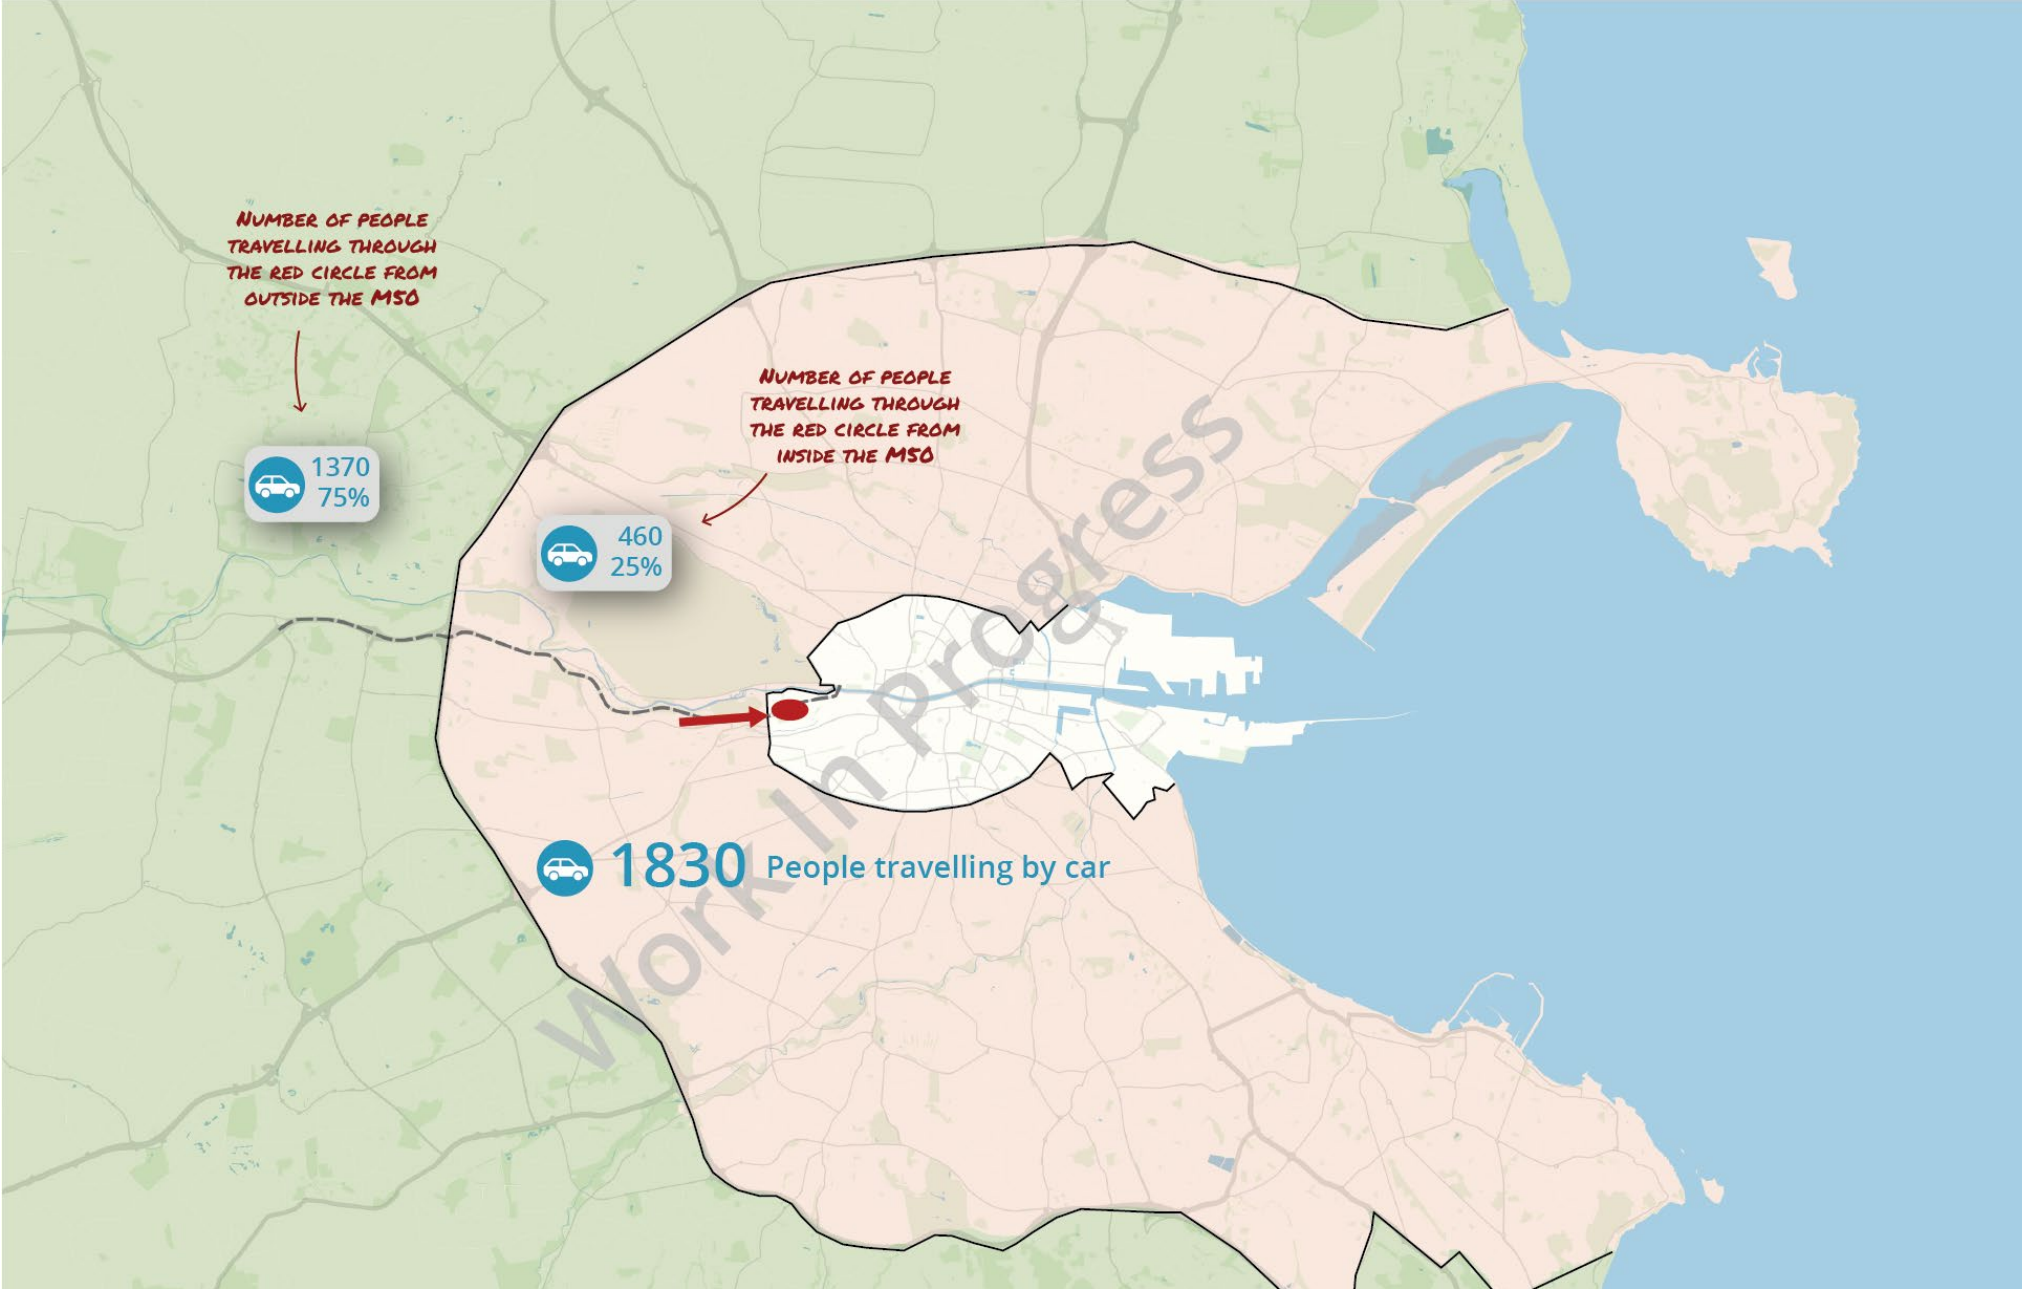 NUMBER OF PEOPLE
TRAVELLING THROUGH
THE RED CIRCLE FROM
OUTSIDE THE M50
1370
75%
NUMBER OF PEOPLE
TRAVELLING THROUGH
THE RED CIRCLE FROM
INSIDE THE M50
460
25%
1830 People travelling by car
Work In Progress